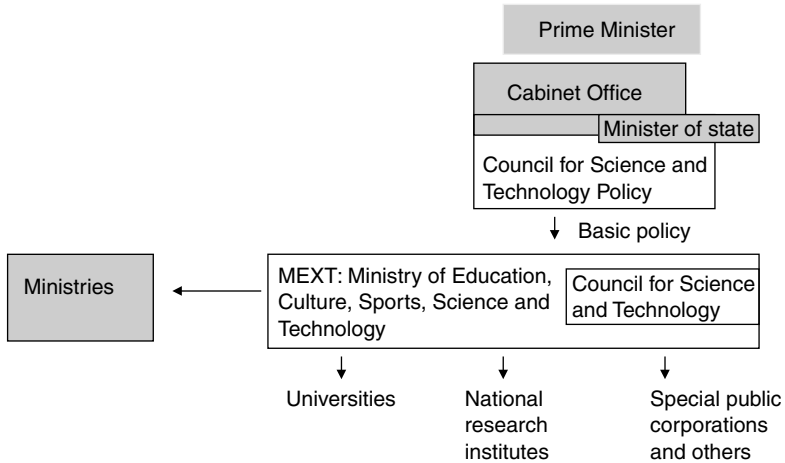 Prime Minister
Cabinet Office
Minister of state
Council for Science and
Technology Policy
Basic policy
Ministries
MEXT: Ministry of Education,
Culture, Sports, Science and
Technology
Council for Science
and Technology
Universities
National
research
institutes
Special public
corporations
and others